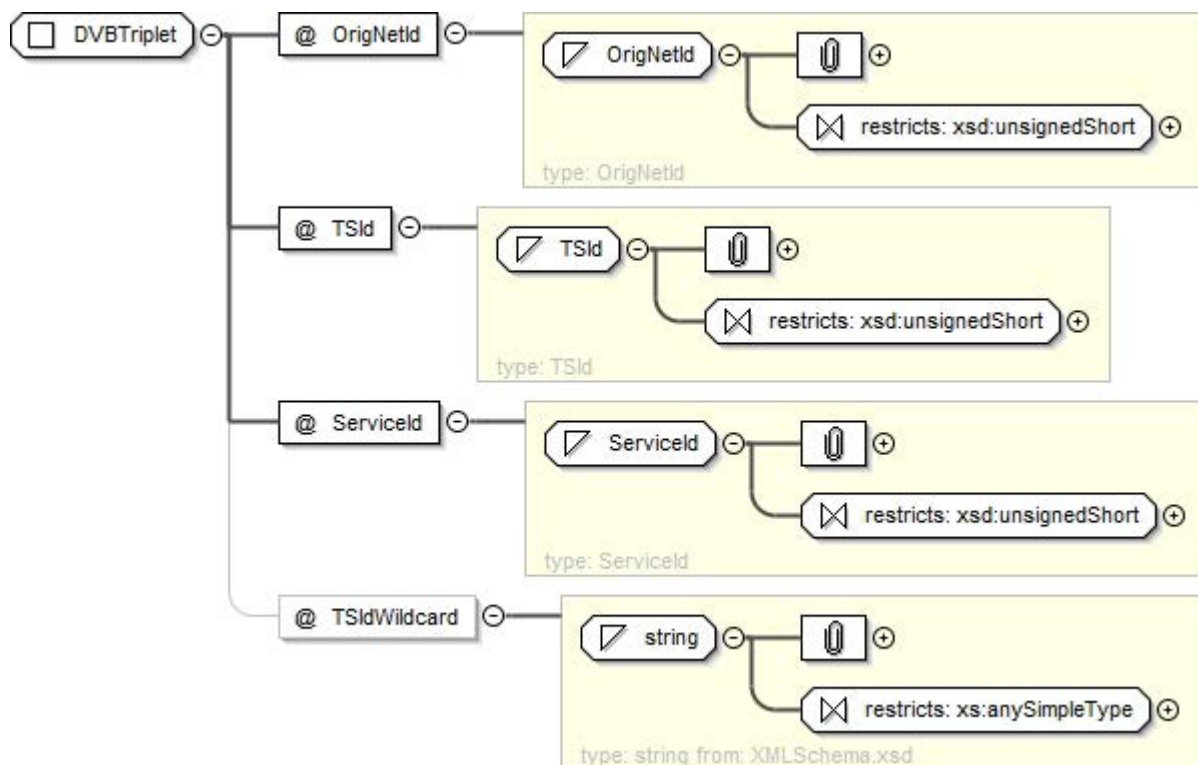 DVBTriplet
@ OrigNetId
OrigNetId
restricts: xsd:unsignedShort
type: OrigNetId
@ TSId
TSId
restricts: xsd:unsignedShort
type: TSId
@ ServiceId
ServiceId
restricts: xsd:unsignedShort
type: ServiceId
@ TSIdWildcard
string
restricts: xs:anySimpleType
type: string from: XMLSchema.xsd